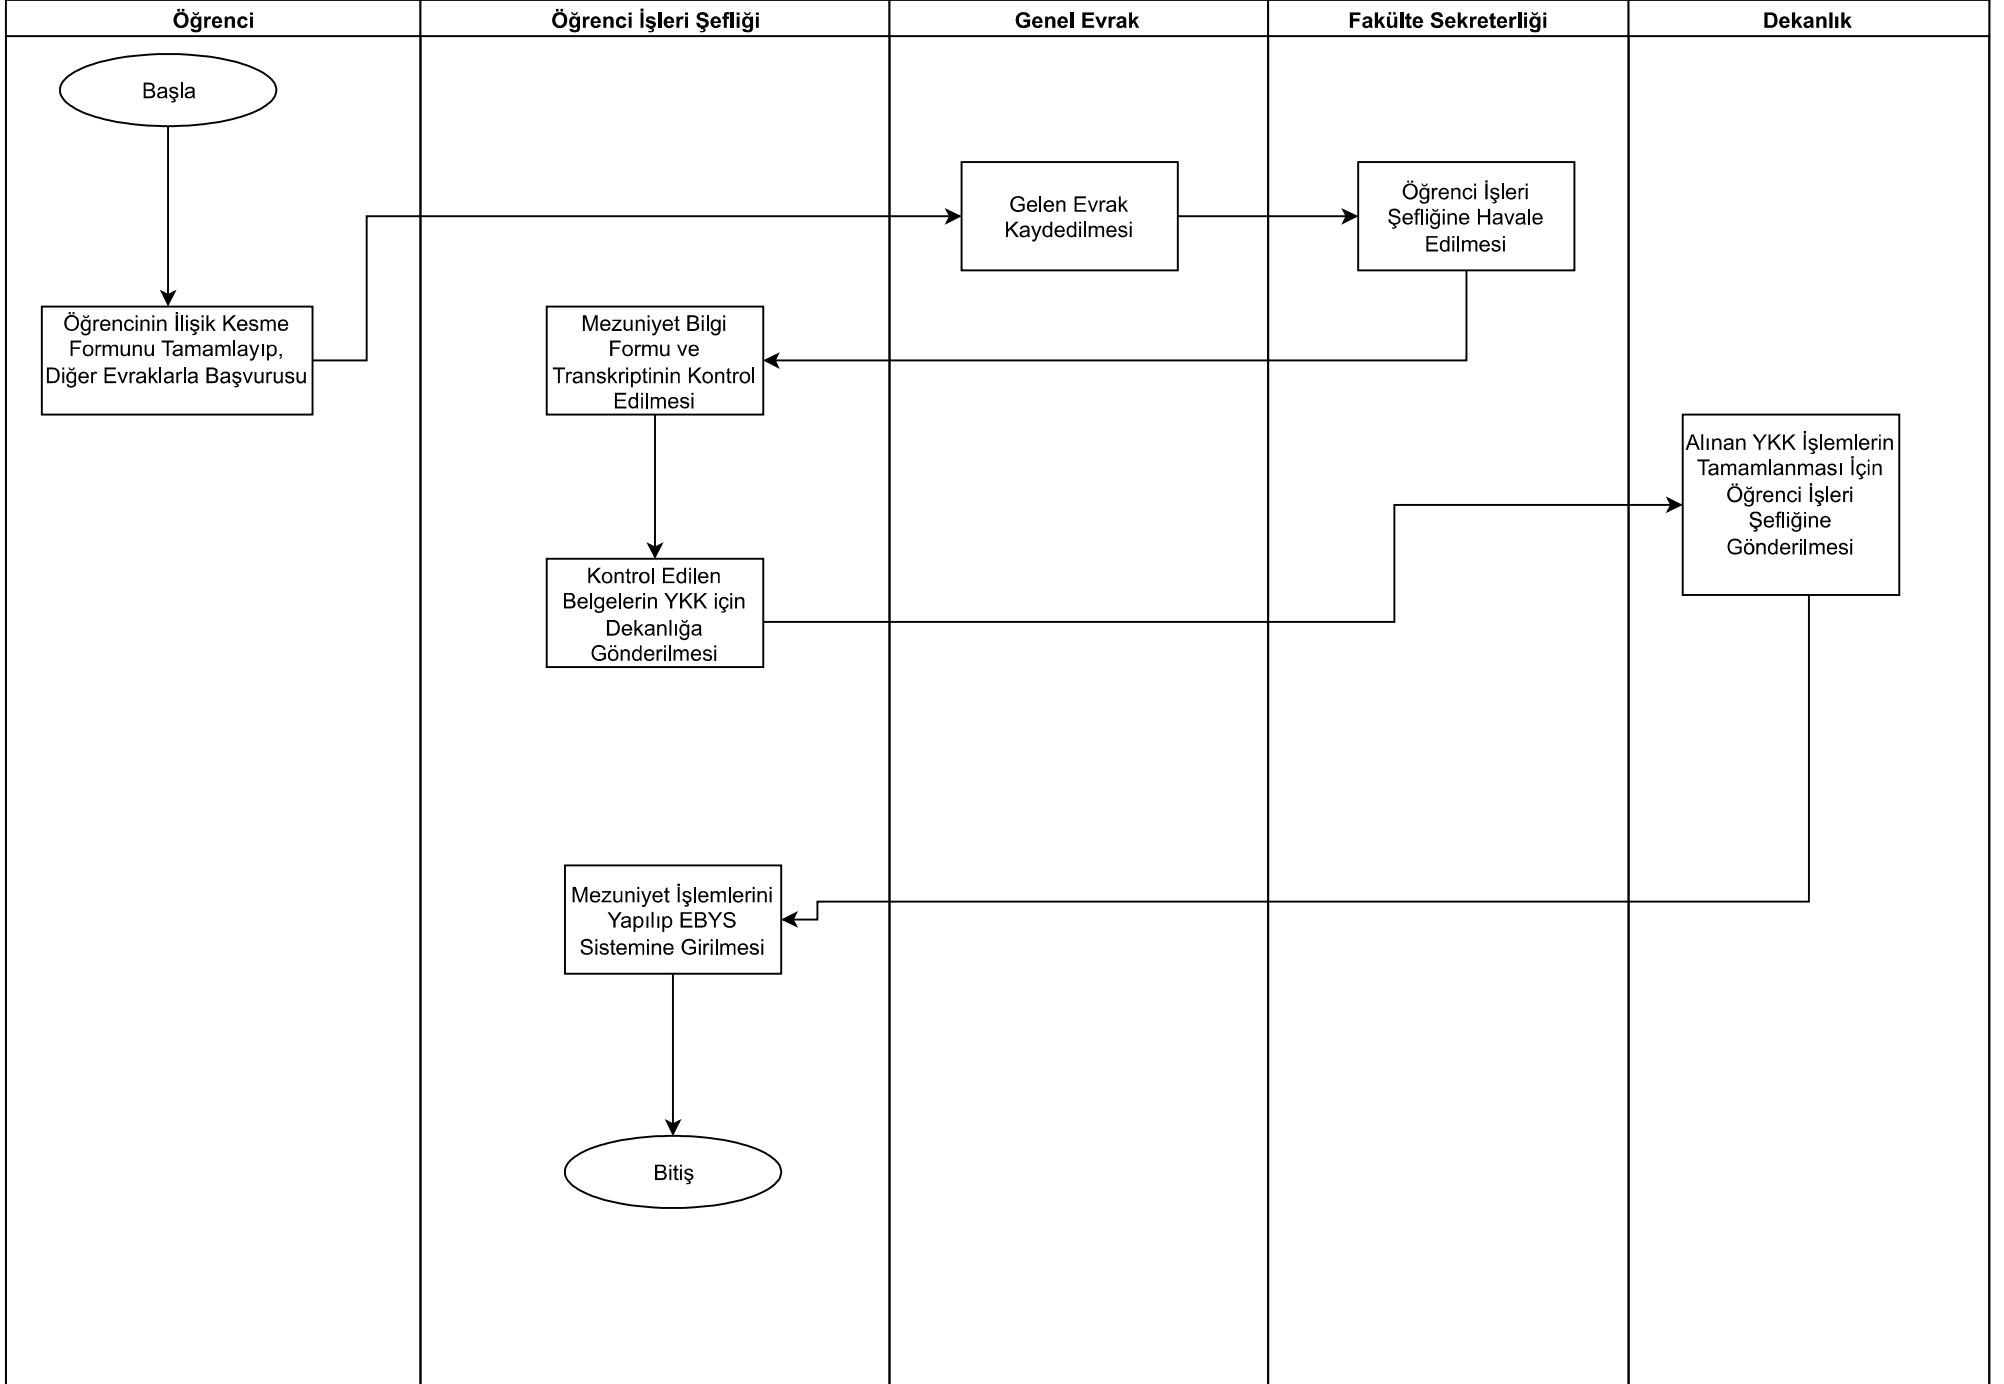 Öğrenci
Öğrenci İşleri Şefliği
Genel Evrak
Fakülte Sekreterliği
Dekanlık
Başla
Öğrencinin İlişik Kesme
Formunu Tamamlayıp,
Diğer Evraklarla Başvurusu
Gelen Evrak
Kaydedilmesi
Öğrenci İşleri
Şefliğine Havale
Edilmesi
Mezuniyet Bilgi
Formu ve
Transkriptinin Kontrol
Edilmesi
Kontrol Edilen
Belgelerin YKK için
Dekanlığa
Gönderilmesi
Alınan YKK İşlemlerin
Tamamlanması İçin
Öğrenci İşleri
Şefliğine
Gönderilmesi
Mezuniyet İşlemlerini
Yapılıp EBYS
Sistemine Girilmesi
Bitiş